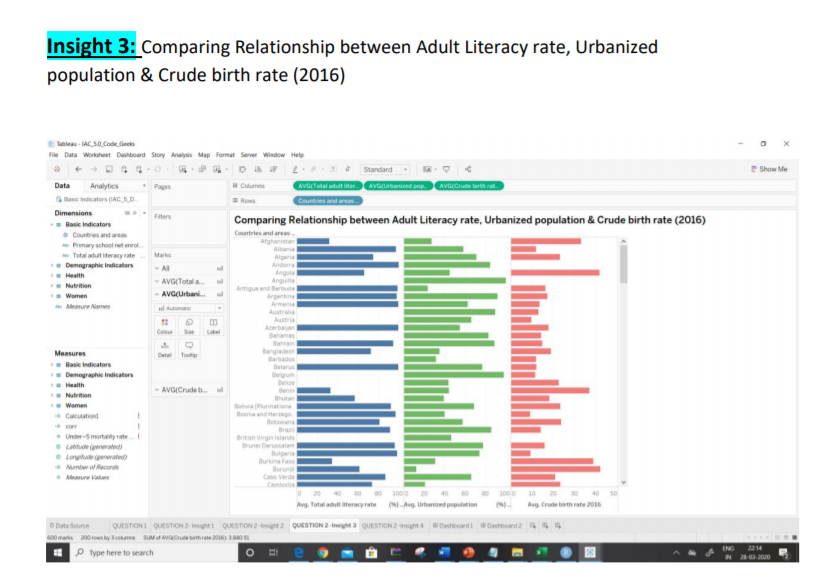 Insight 3: Comparing Relationship between Adult Literacy rate, Urbanized
population & Crude birth rate (2016)
Tableau - IAC_5.0_Code_Geeks
File Data Worksheet Dashboard Story Analysis Map Format Server Window Help
Standard
Show Me
Data Analytics
Pages
Columns
AVG(Total adult liter.. AVG(Urbanized pop.. AVG(Crude birth rat..
Basic Indicators (IAC_5_D...
Rows
Countries and areas ..
Dimensions
Filters
Comparing Relationship between Adult Literacy rate, Urbanized population & Crude birth rate (2016)
Basic Indicators
Countries and areas ..
Countries and areas
Primary school net enrol...
Total adult literacy rate ...
Demographic Indicators
Health
Nutrition
Women
Measure Names
Marks
All
AVG(Total a...
AVG(Urbani...
Automatic
Colour Size Label
Detail Tooltip
AVG(Crude b...
Measures
Basic Indicators
Demographic Indicators
Health
Nutrition
Women
Calculation1
corr
Under-5 mortality rate ...
Latitude (generated)
Longitude (generated)
Number of Records
Measure Values
Afghanistan
Albania
Algeria
Andorra
Angola
Anguilla
Antigua and Barbuda
Argentina
Armenia
Australia
Austria
Azerbaijan
Bahamas
Bahrain
Bangladesh
Barbados
Belarus
Belgium
Belize
Benin
Bhutan
Bolivia (Plurinationa..
Bosnia and Herzego..
Botswana
Brazil
British Virgin Islands
Brunei Darussalam
Bulgaria
Burkina Faso
Burundi
Cabo Verde
Cambodia
0 20 40 60 80 100 0 20 40 60 80 100 0 10 20 30 40 50
Avg. Total adult literacy rate (%) .. Avg. Urbanized population (%) .. Avg. Crude birth rate 2016
Data Source QUESTION 1 QUESTION 2- Insight 1 QUESTION 2-Insight 2 QUESTION 2-Insight 3 QUESTION 2-Insight 4 Dashboard 1 Dashboard 2
600 marks 200 rows by 3 columns SUM of AVG(Crude birth rate 2016): 3,840.51
Type here to search
ENG 22:14
IN 28-03-2020